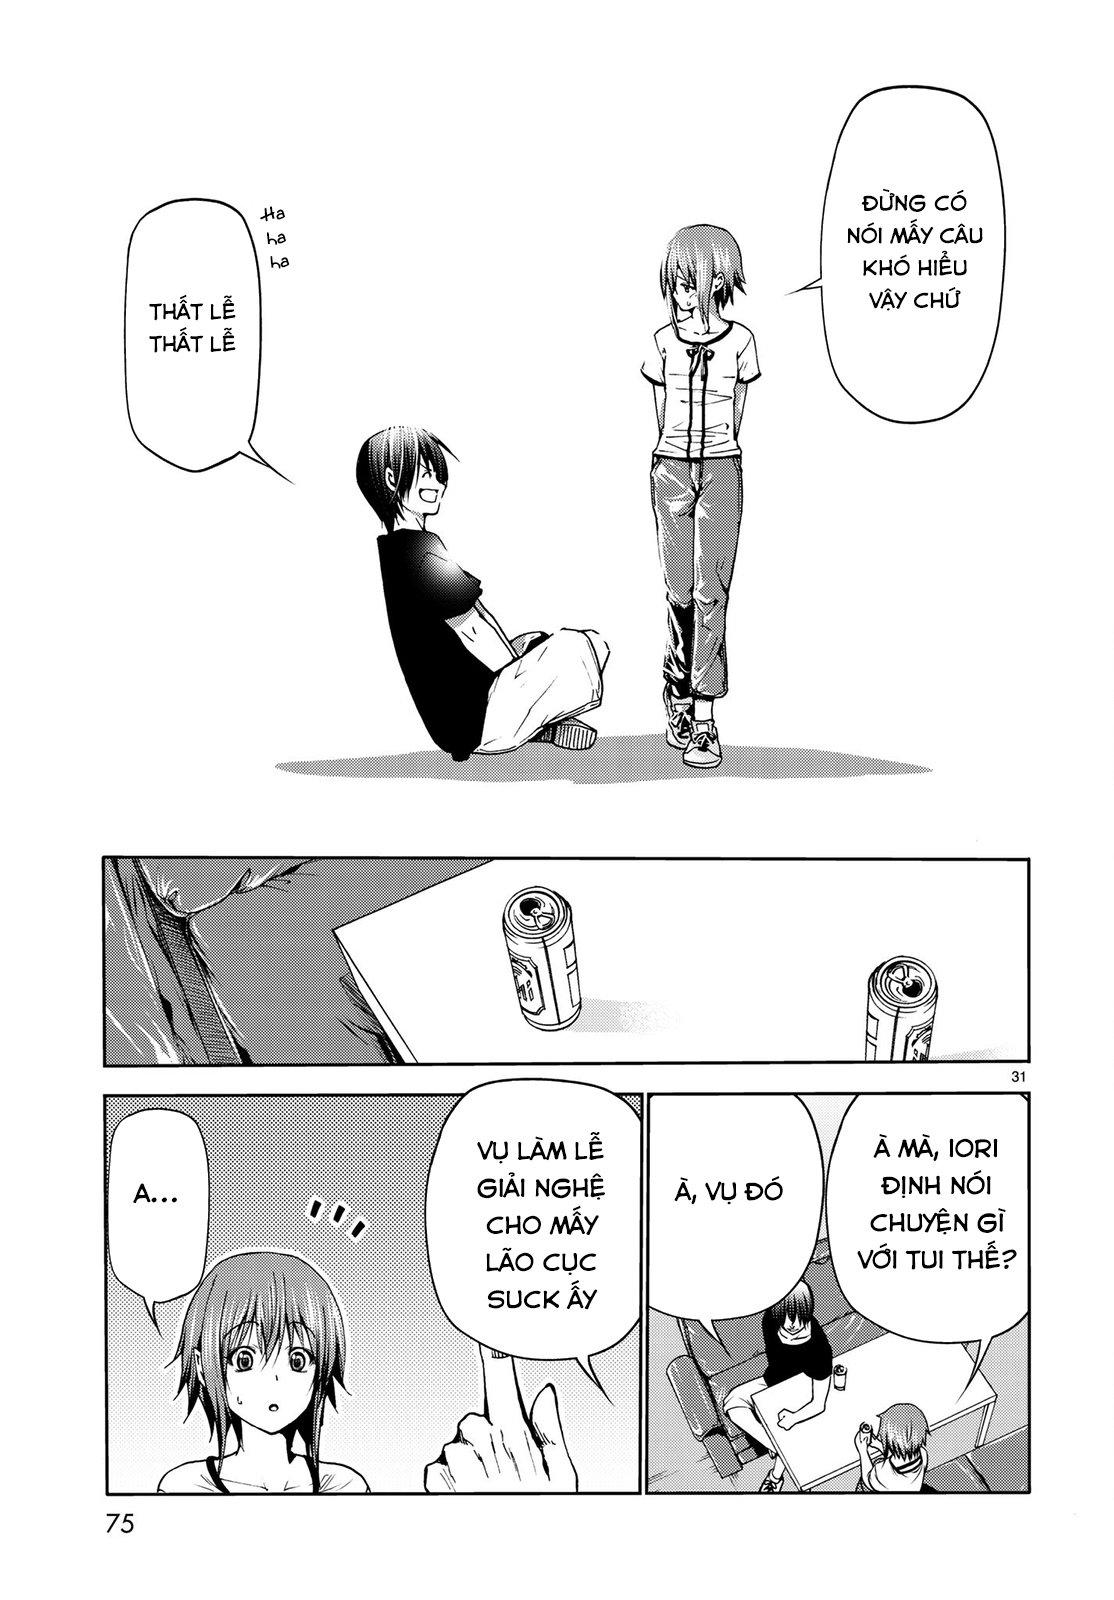 ĐỪNG CÓ
NÓI MẤY CÂU
KHÓ HIỂU
VẬY CHỨ
Ha
ha
ha
THẤT LỄ
THẤT LỄ
31
À MÀ, IORI
ĐỊNH NÓI
CHUYỆN GÌ
VỚI TUI THẾ?
À, VỤ ĐÓ
VỤ LÀM LỄ
GIẢI NGHỆ
CHO MẤY
LÃO CỤC
SUCK ẤY
A...
75